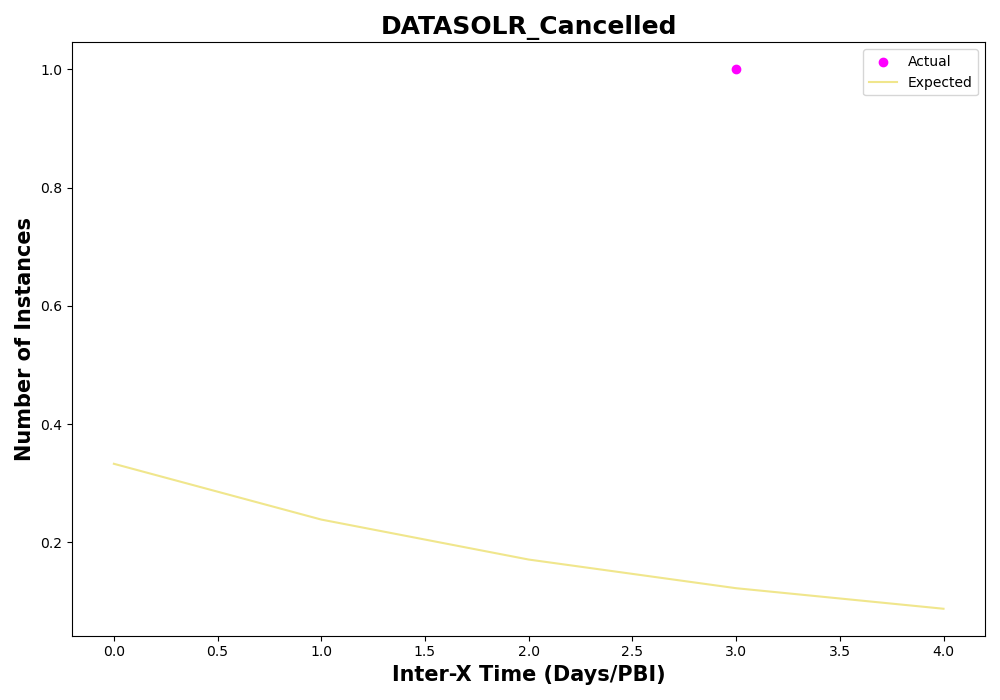 DATASOLR_Cancelled
Actual
Expected
1.0
0.8
0.6
0.4
0.2
Number of Instances
0.0 0.5 1.0 1.5 2.0 2.5 3.0 3.5 4.0
Inter-X Time (Days/PBI)